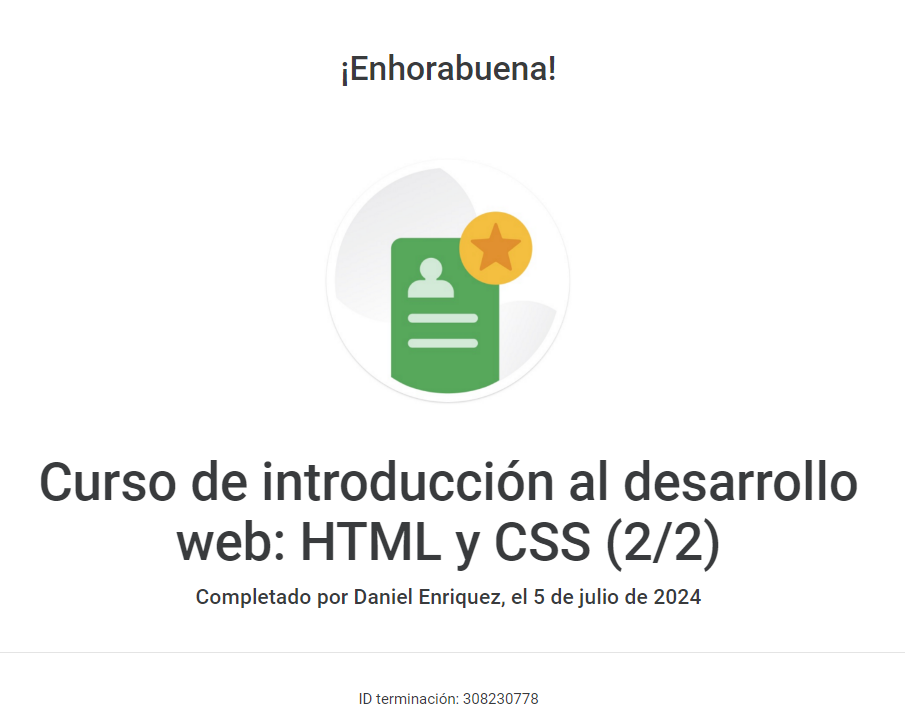 ¡Enhorabuena!
Curso de introducción al desarrollo
web: HTML y CSS (2/2)
Completado por Daniel Enriquez, el 5 de julio de 2024
ID terminación: 308230778